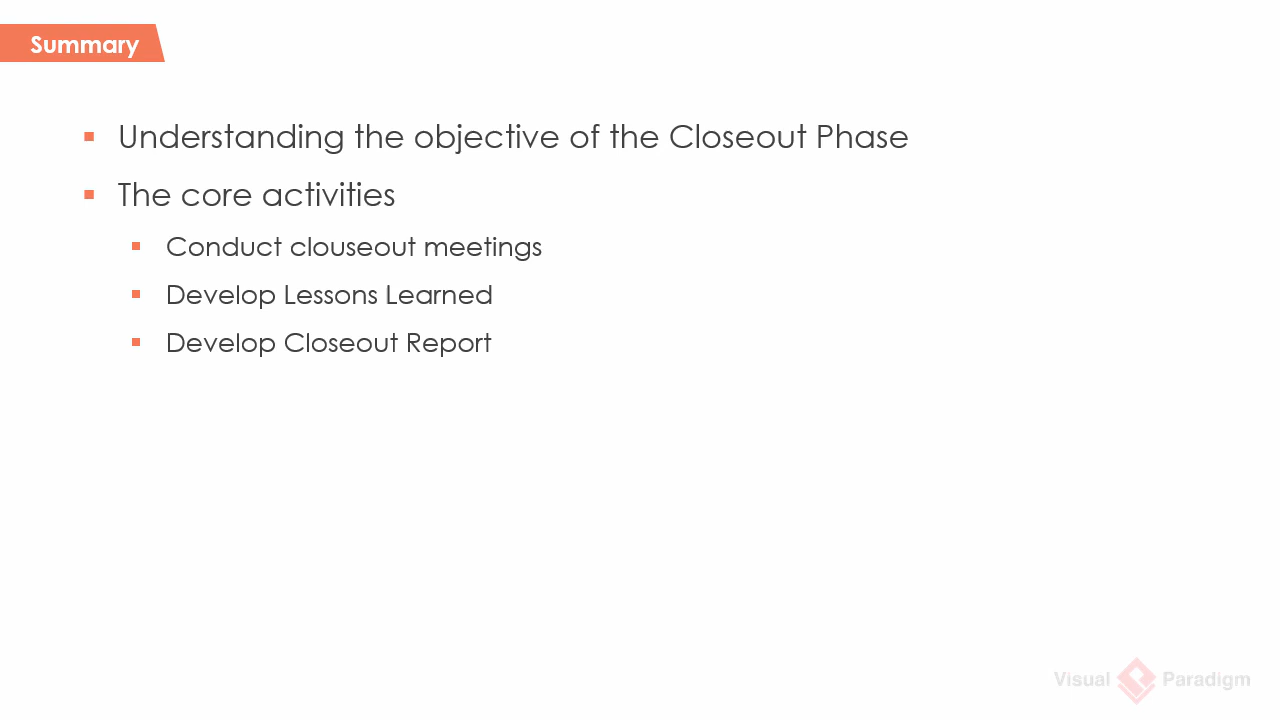 Summary
Understanding the objective of the Closeout Phase
The core activities
Conduct clouseout meetings
Develop Lessons Learned
Develop Closeout Report
Visual Paradigm